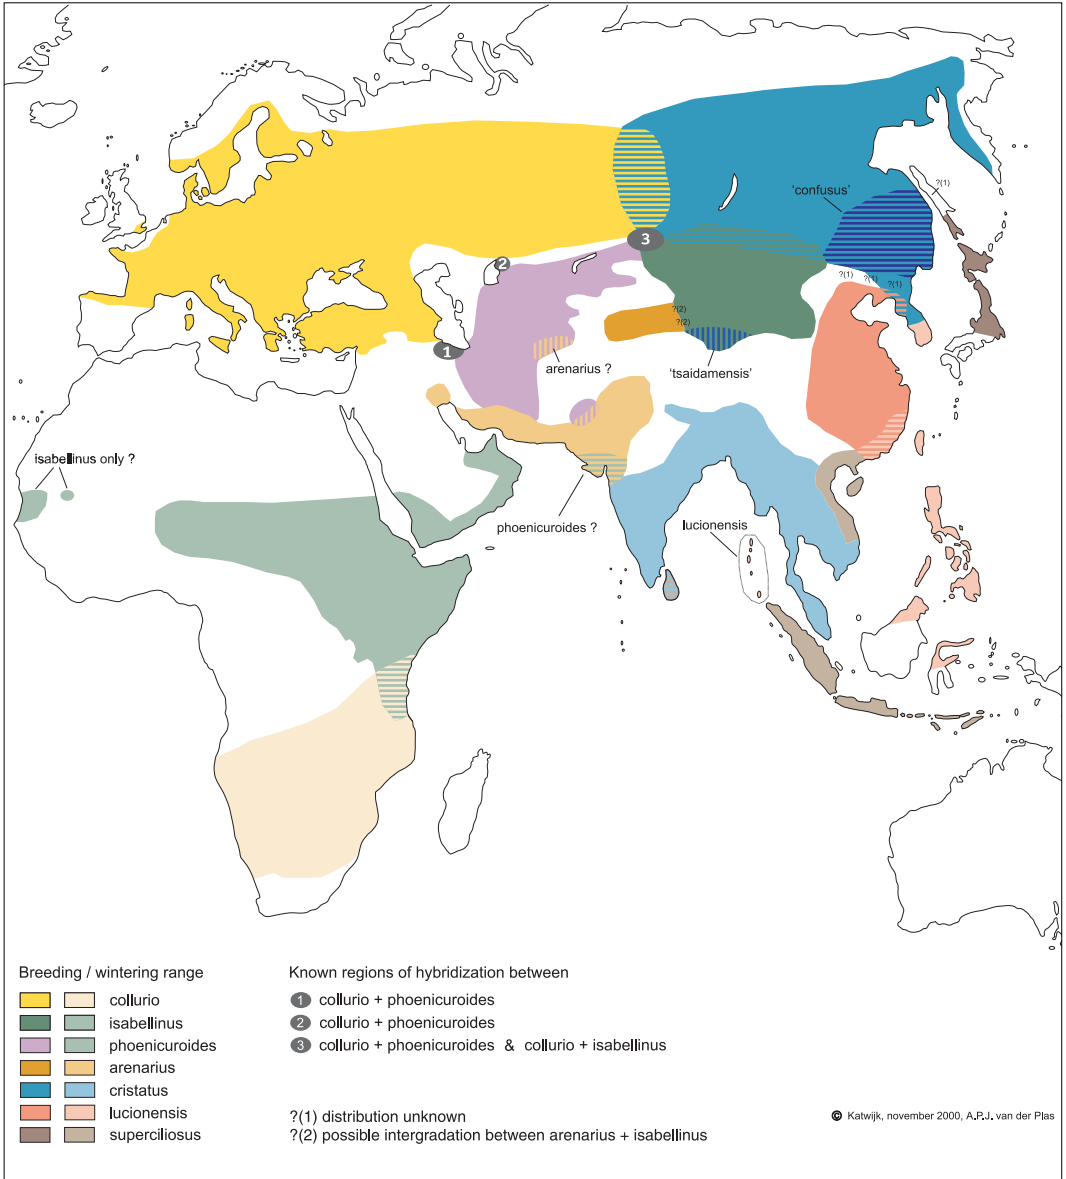 ?(1)
'confusus'
3
2
?(1)
?(1)
?(1)
?(2)
?(2)
1
arenarius ?
'tsaidamensis'
isabellinus only ?
phoenicuroides ?
lucionensis
Breeding / wintering range
collurio
isabellinus
phoenicuroides
arenarius
cristatus
lucionensis
superciliosus
Known regions of hybridization between
1 collurio + phoenicuroides
2 collurio + phoenicuroides
3 collurio + phoenicuroides & collurio + isabellinus
?(1) distribution unknown
?(2) possible intergradation between arenarius + isabellinus
© Katwijk, november 2000, A.P.J. van der Plas